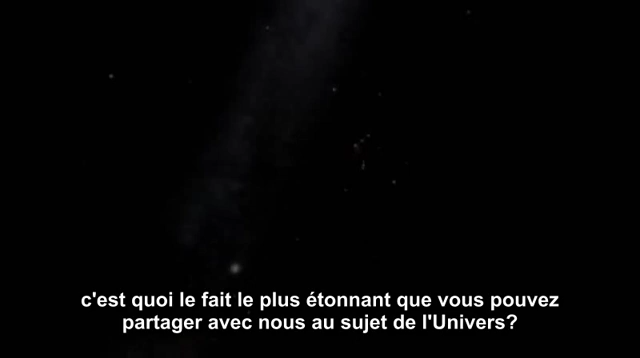 c'est quoi le fait le plus étonnant que vous pouvez
partager avec nous au sujet de l'Univers?